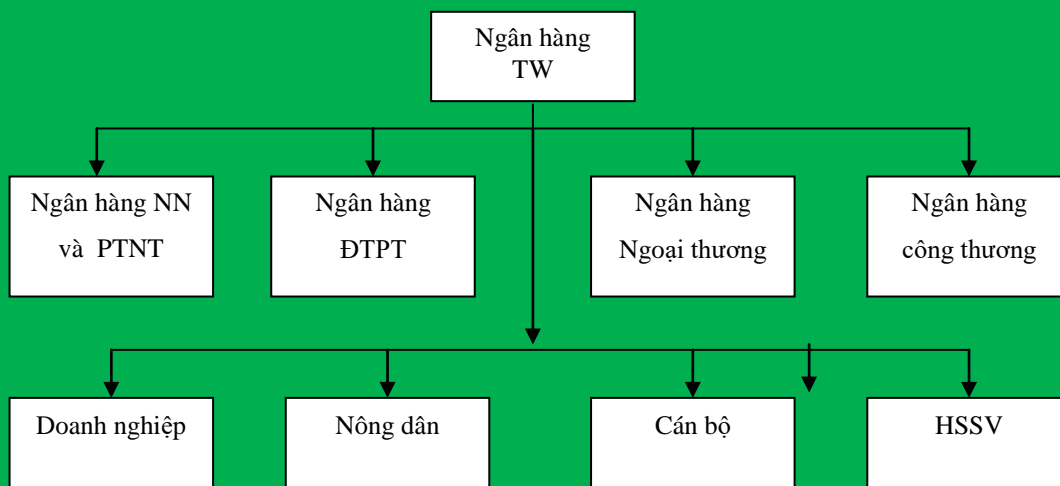 Ngân hàng
TW
Ngân hàng NN
và PTNT
Ngân hàng
ĐTPT
Ngân hàng
Ngoại thương
Ngân hàng
công thương
Doanh nghiệp
Nông dân
Cán bộ
HSSV